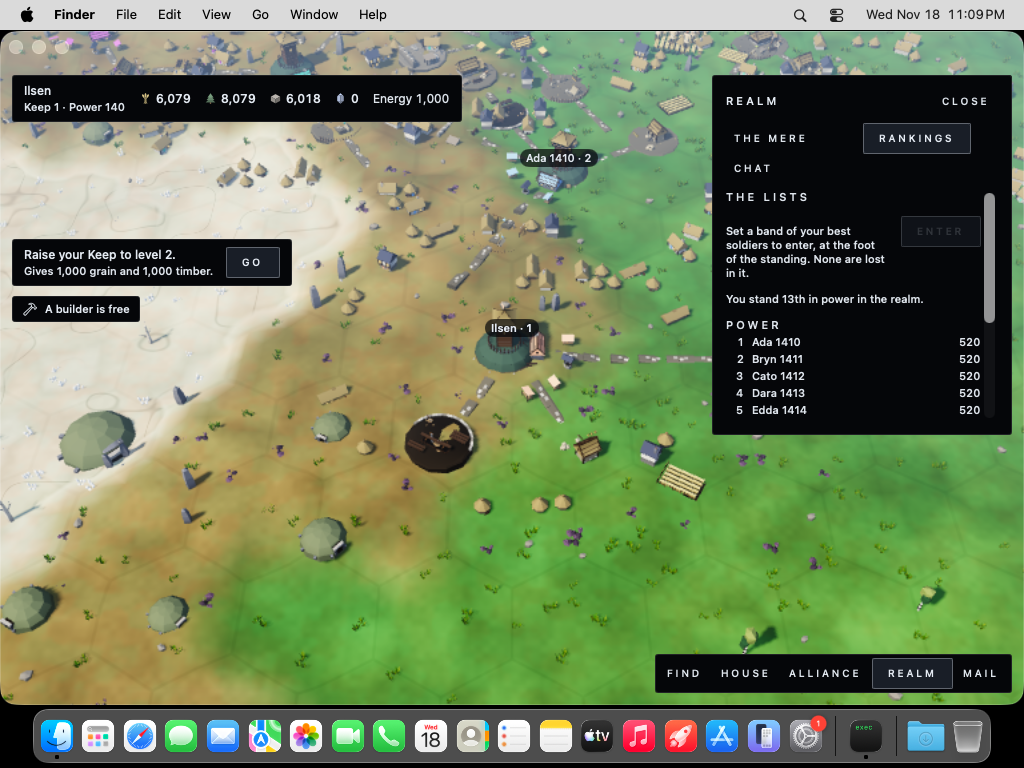 Finder File Edit View Go Window Help Wed Nov 18 11:09 PM
Ilsen
Keep 1 · Power 140
6,079 8,079 6,018 0 Energy 1,000
REALM CLOSE
THE MERE RANKINGS
CHAT
THE LISTS
Set a band of your best
soldiers to enter, at the foot
of the standing. None are lost
in it.
ENTER
You stand 13th in power in the realm.
POWER
1 Ada 1410 520
2 Bryn 1411 520
3 Cato 1412 520
4 Dara 1413 520
5 Edda 1414 520
Ada 1410 · 2
Raise your Keep to level 2.
Gives 1,000 grain and 1,000 timber.
GO
A builder is free
Ilsen · 1
FIND HOUSE ALLIANCE REALM MAIL
Wed
18
tv
1
exec